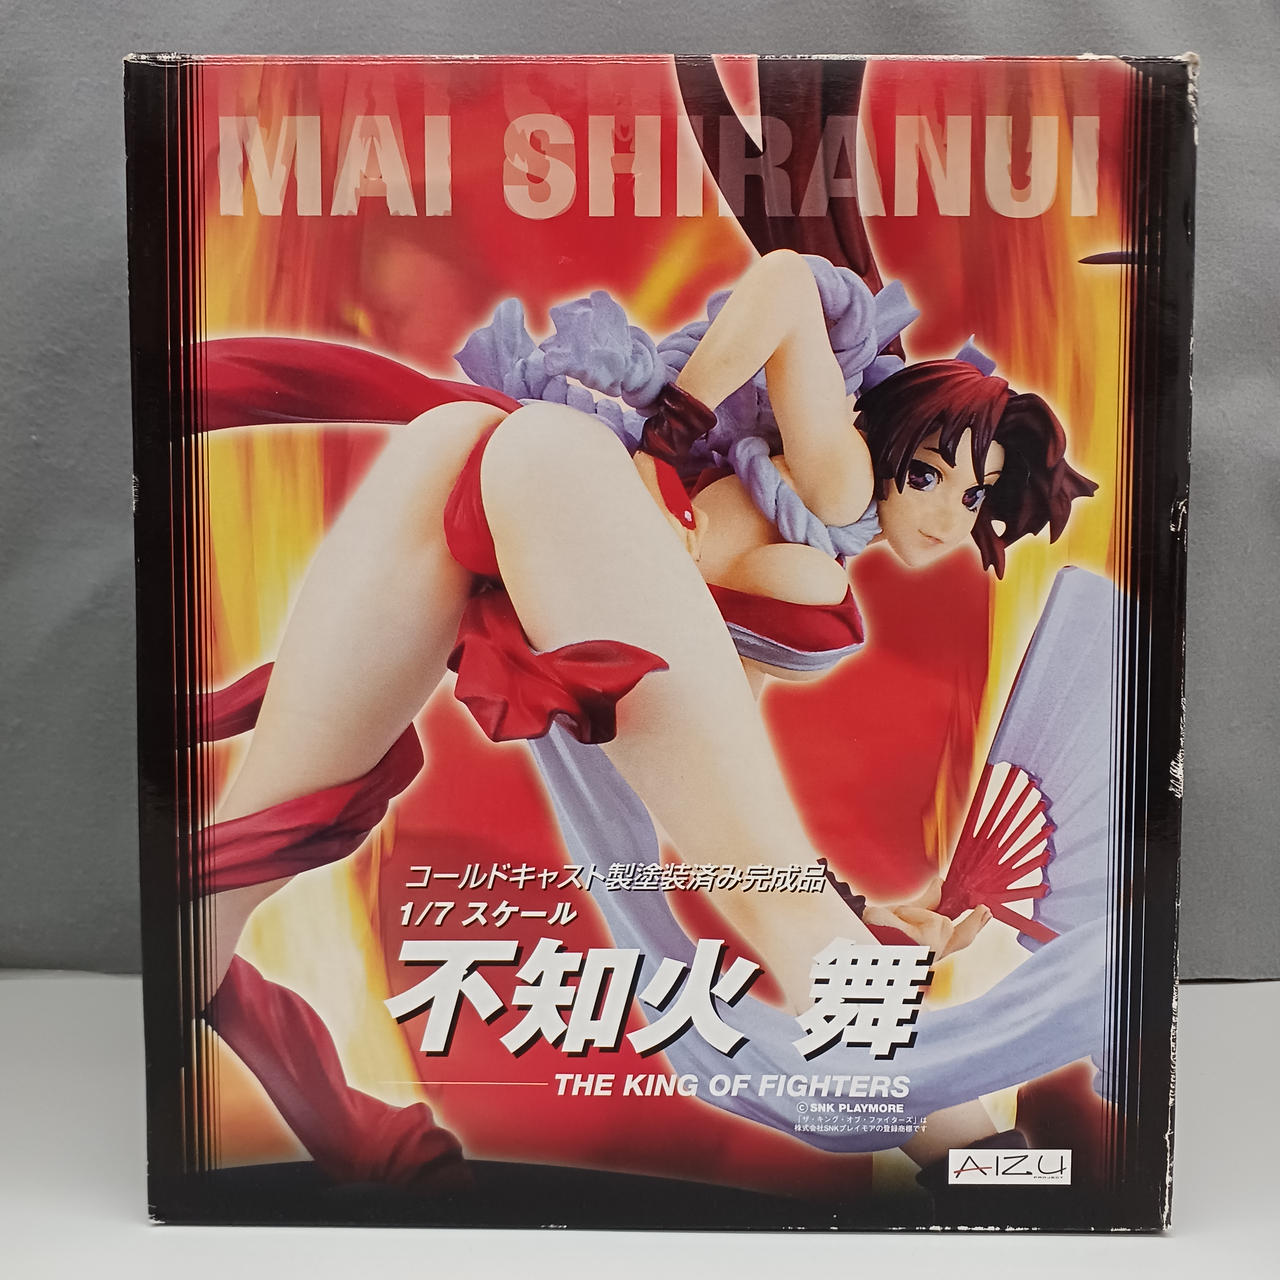 MAI SHIRANUI
コールドキャスト製塗装済み完成品
1/7 スケール
不知火 舞
THE KING OF FIGHTERS
©SNK PLAYMORE
「ザ・キング・オブ・ファイターズ」は
株式会社SNKプレイモアの登録商標です
AIZU
PROJECT